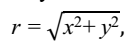 r = √x²+ y²,